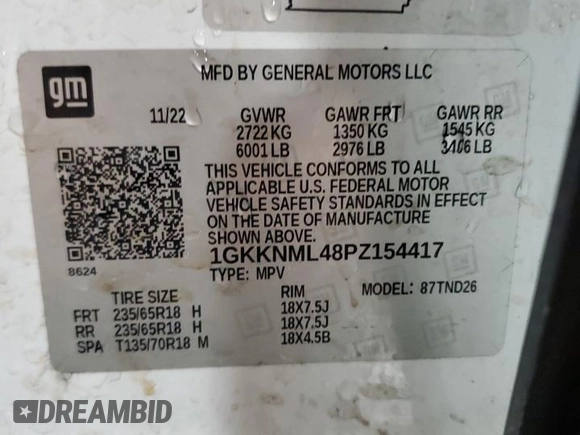 gm
MFD BY GENERAL MOTORS LLC
11/22 GVWR GAWR FRT GAWR RR
2722 KG 1350 KG 1545 KG
6001 LB 2976 LB 3406 LB
THIS VEHICLE CONFORMS TO ALL
APPLICABLE U.S. FEDERAL MOTOR
VEHICLE SAFETY STANDARDS IN EFFECT
ON THE DATE OF MANUFACTURE
SHOWN ABOVE.
8624
1GKKNML48PZ154417
TYPE: MPV MODEL: 87TND26
TIRE SIZE RIM
FRT 235/65R18 H 18X7.5J
RR 235/65R18 H 18X7.5J
SPA T135/70R18 M 18X4.5B
DREAMBID